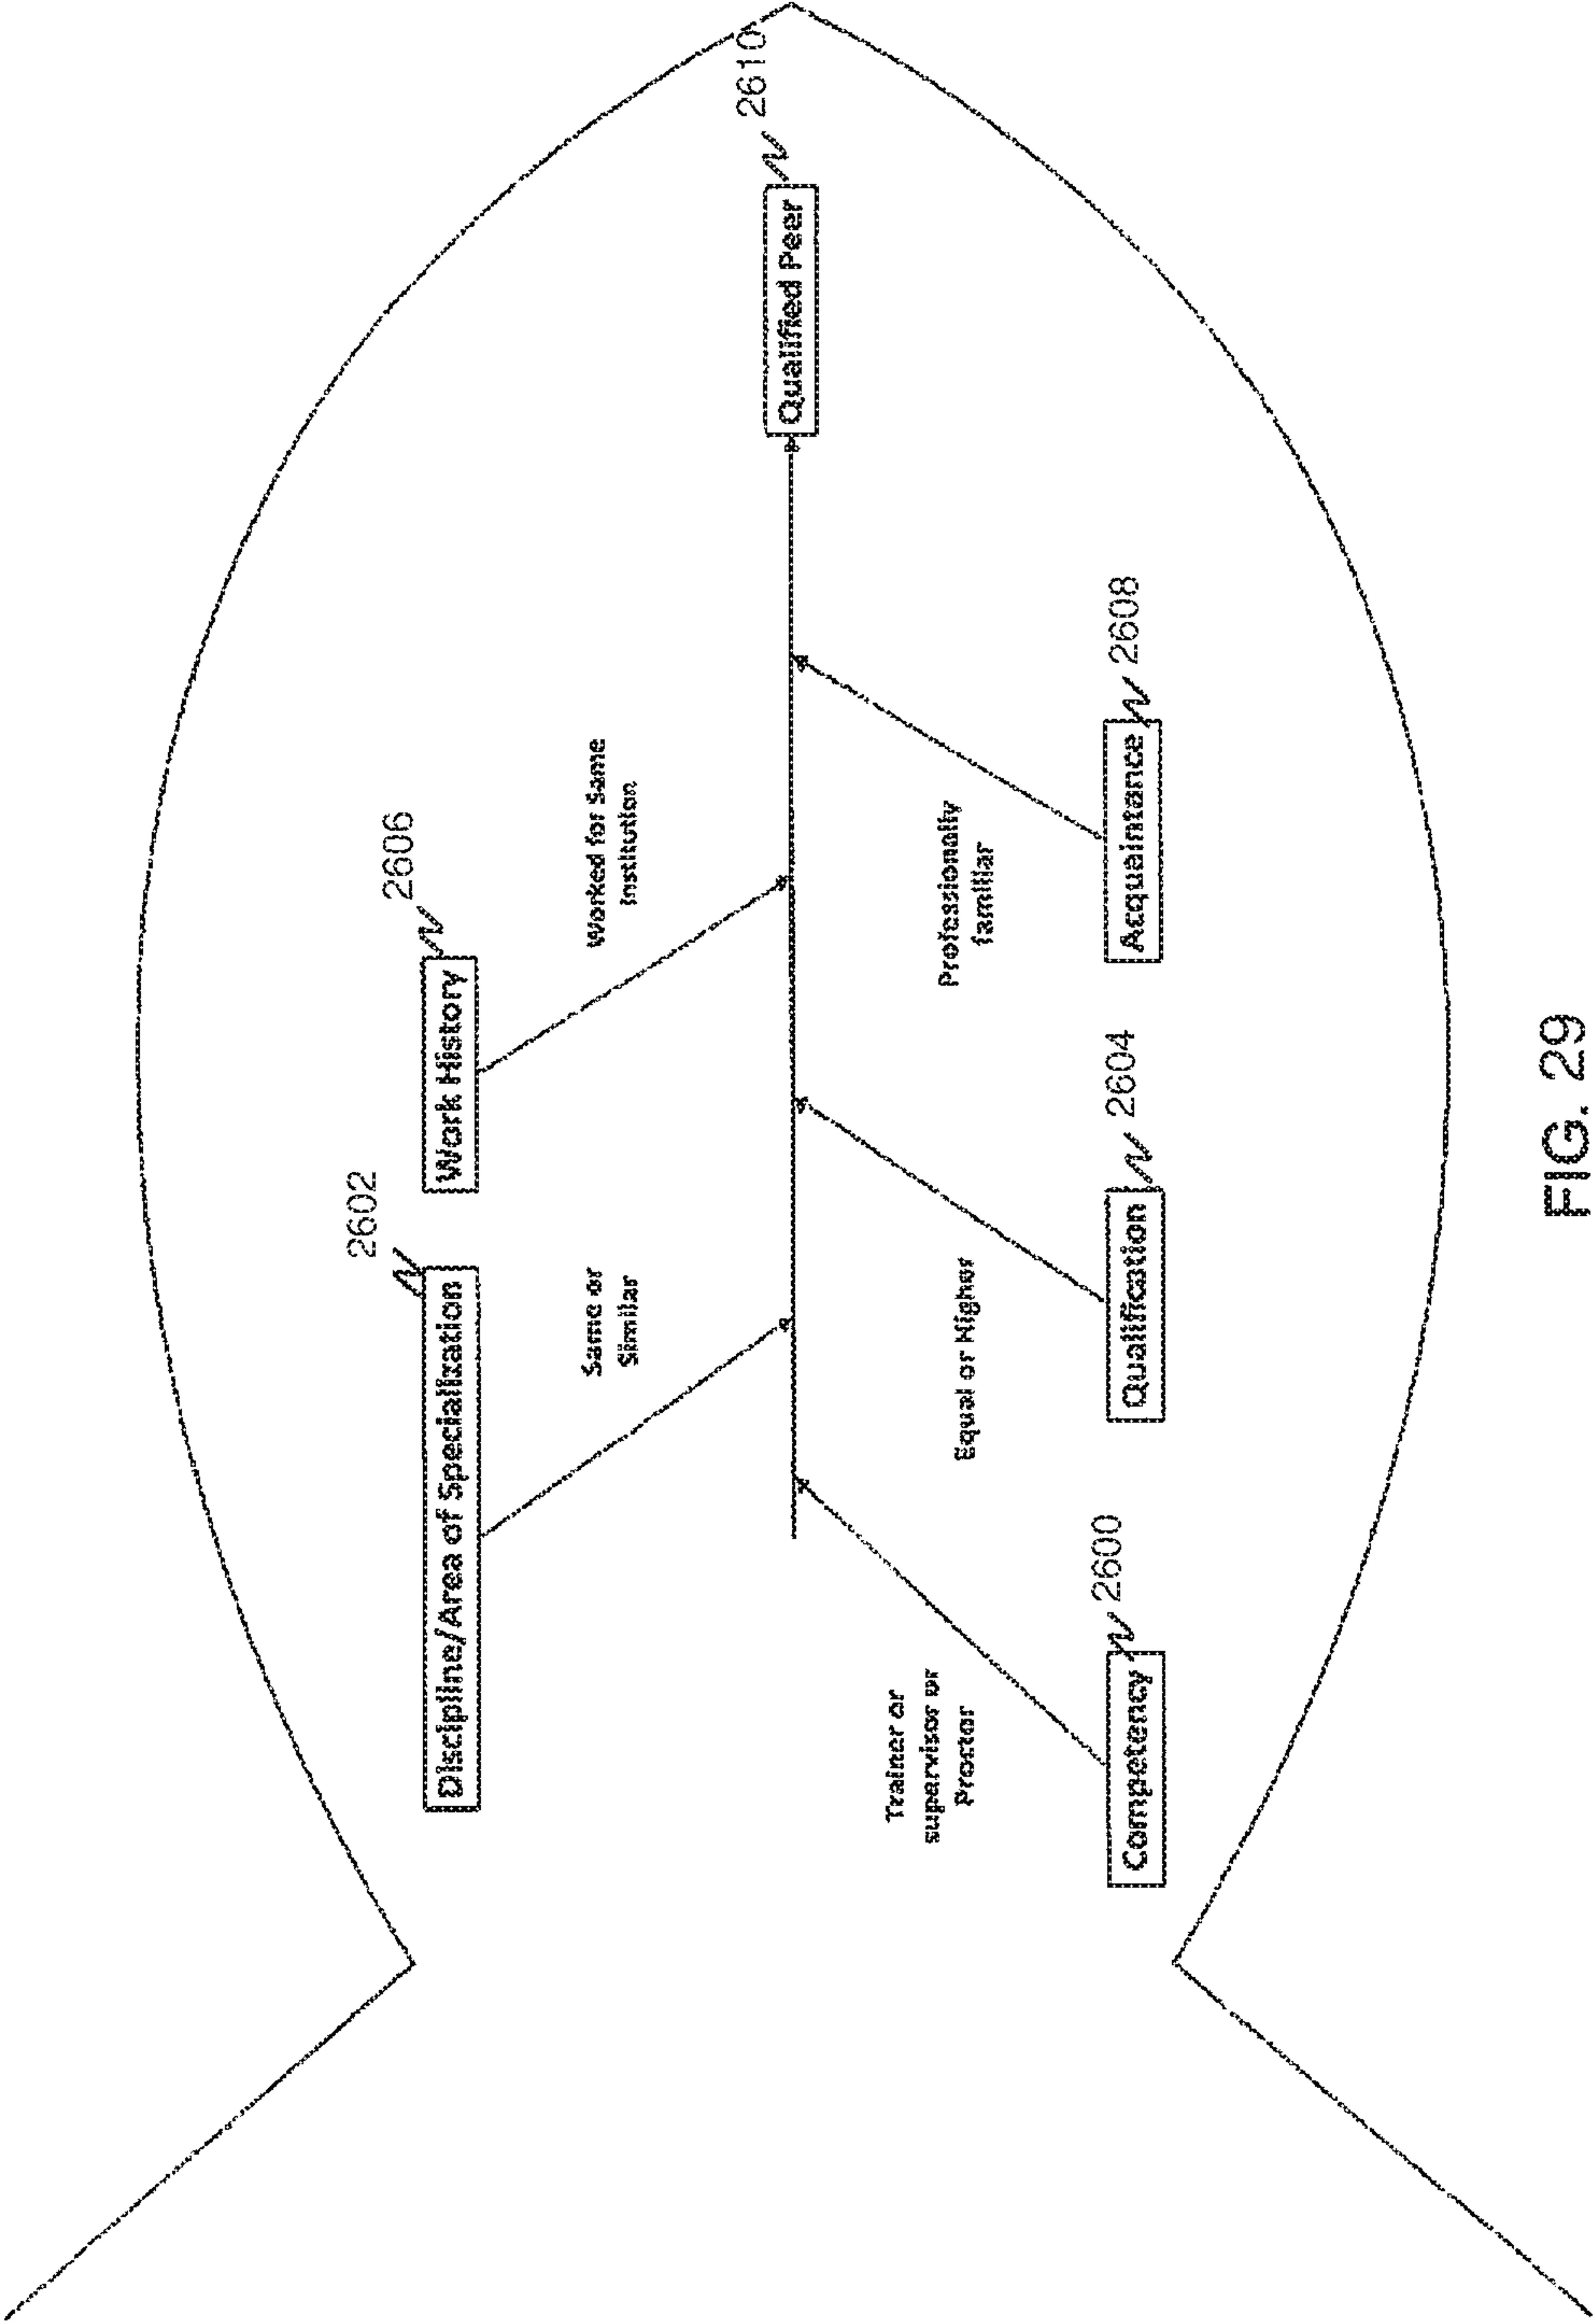 2602
Discipline/Area of Specialization
2606
Work History
Same or
Similar
Worked for Same
Institution
2610
Qualified Peer
Trainer or
supervisor or
Proctor
Equal or Higher
Professionally
familiar
Competency
2600
Qualification
2604
Acquaintance
2608
FIG. 29